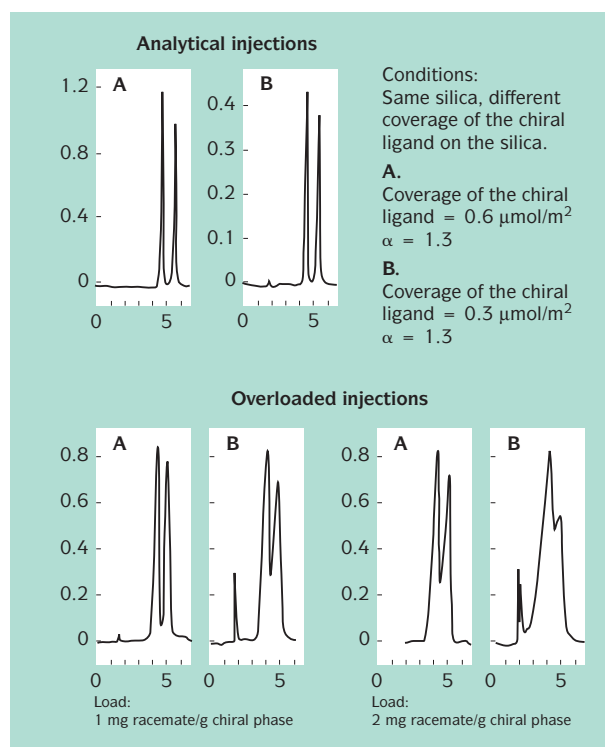 Analytical injections
A
B
1.2
0.8
0.4
0
0
5
0.4
0.3
0.2
0.1
0
0
5
Conditions:
Same silica, different
coverage of the chiral
ligand on the silica.
A.
Coverage of the chiral
ligand = 0.6 μmol/m²
α = 1.3
B.
Coverage of the chiral
ligand = 0.3 μmol/m²
α = 1.3
Overloaded injections
A
B
0.8
0.6
0.4
0.2
0
0
5
0
5
Load:
1 mg racemate/g chiral phase
A
B
0.8
0.6
0.4
0.2
0
0
5
0
5
Load:
2 mg racemate/g chiral phase